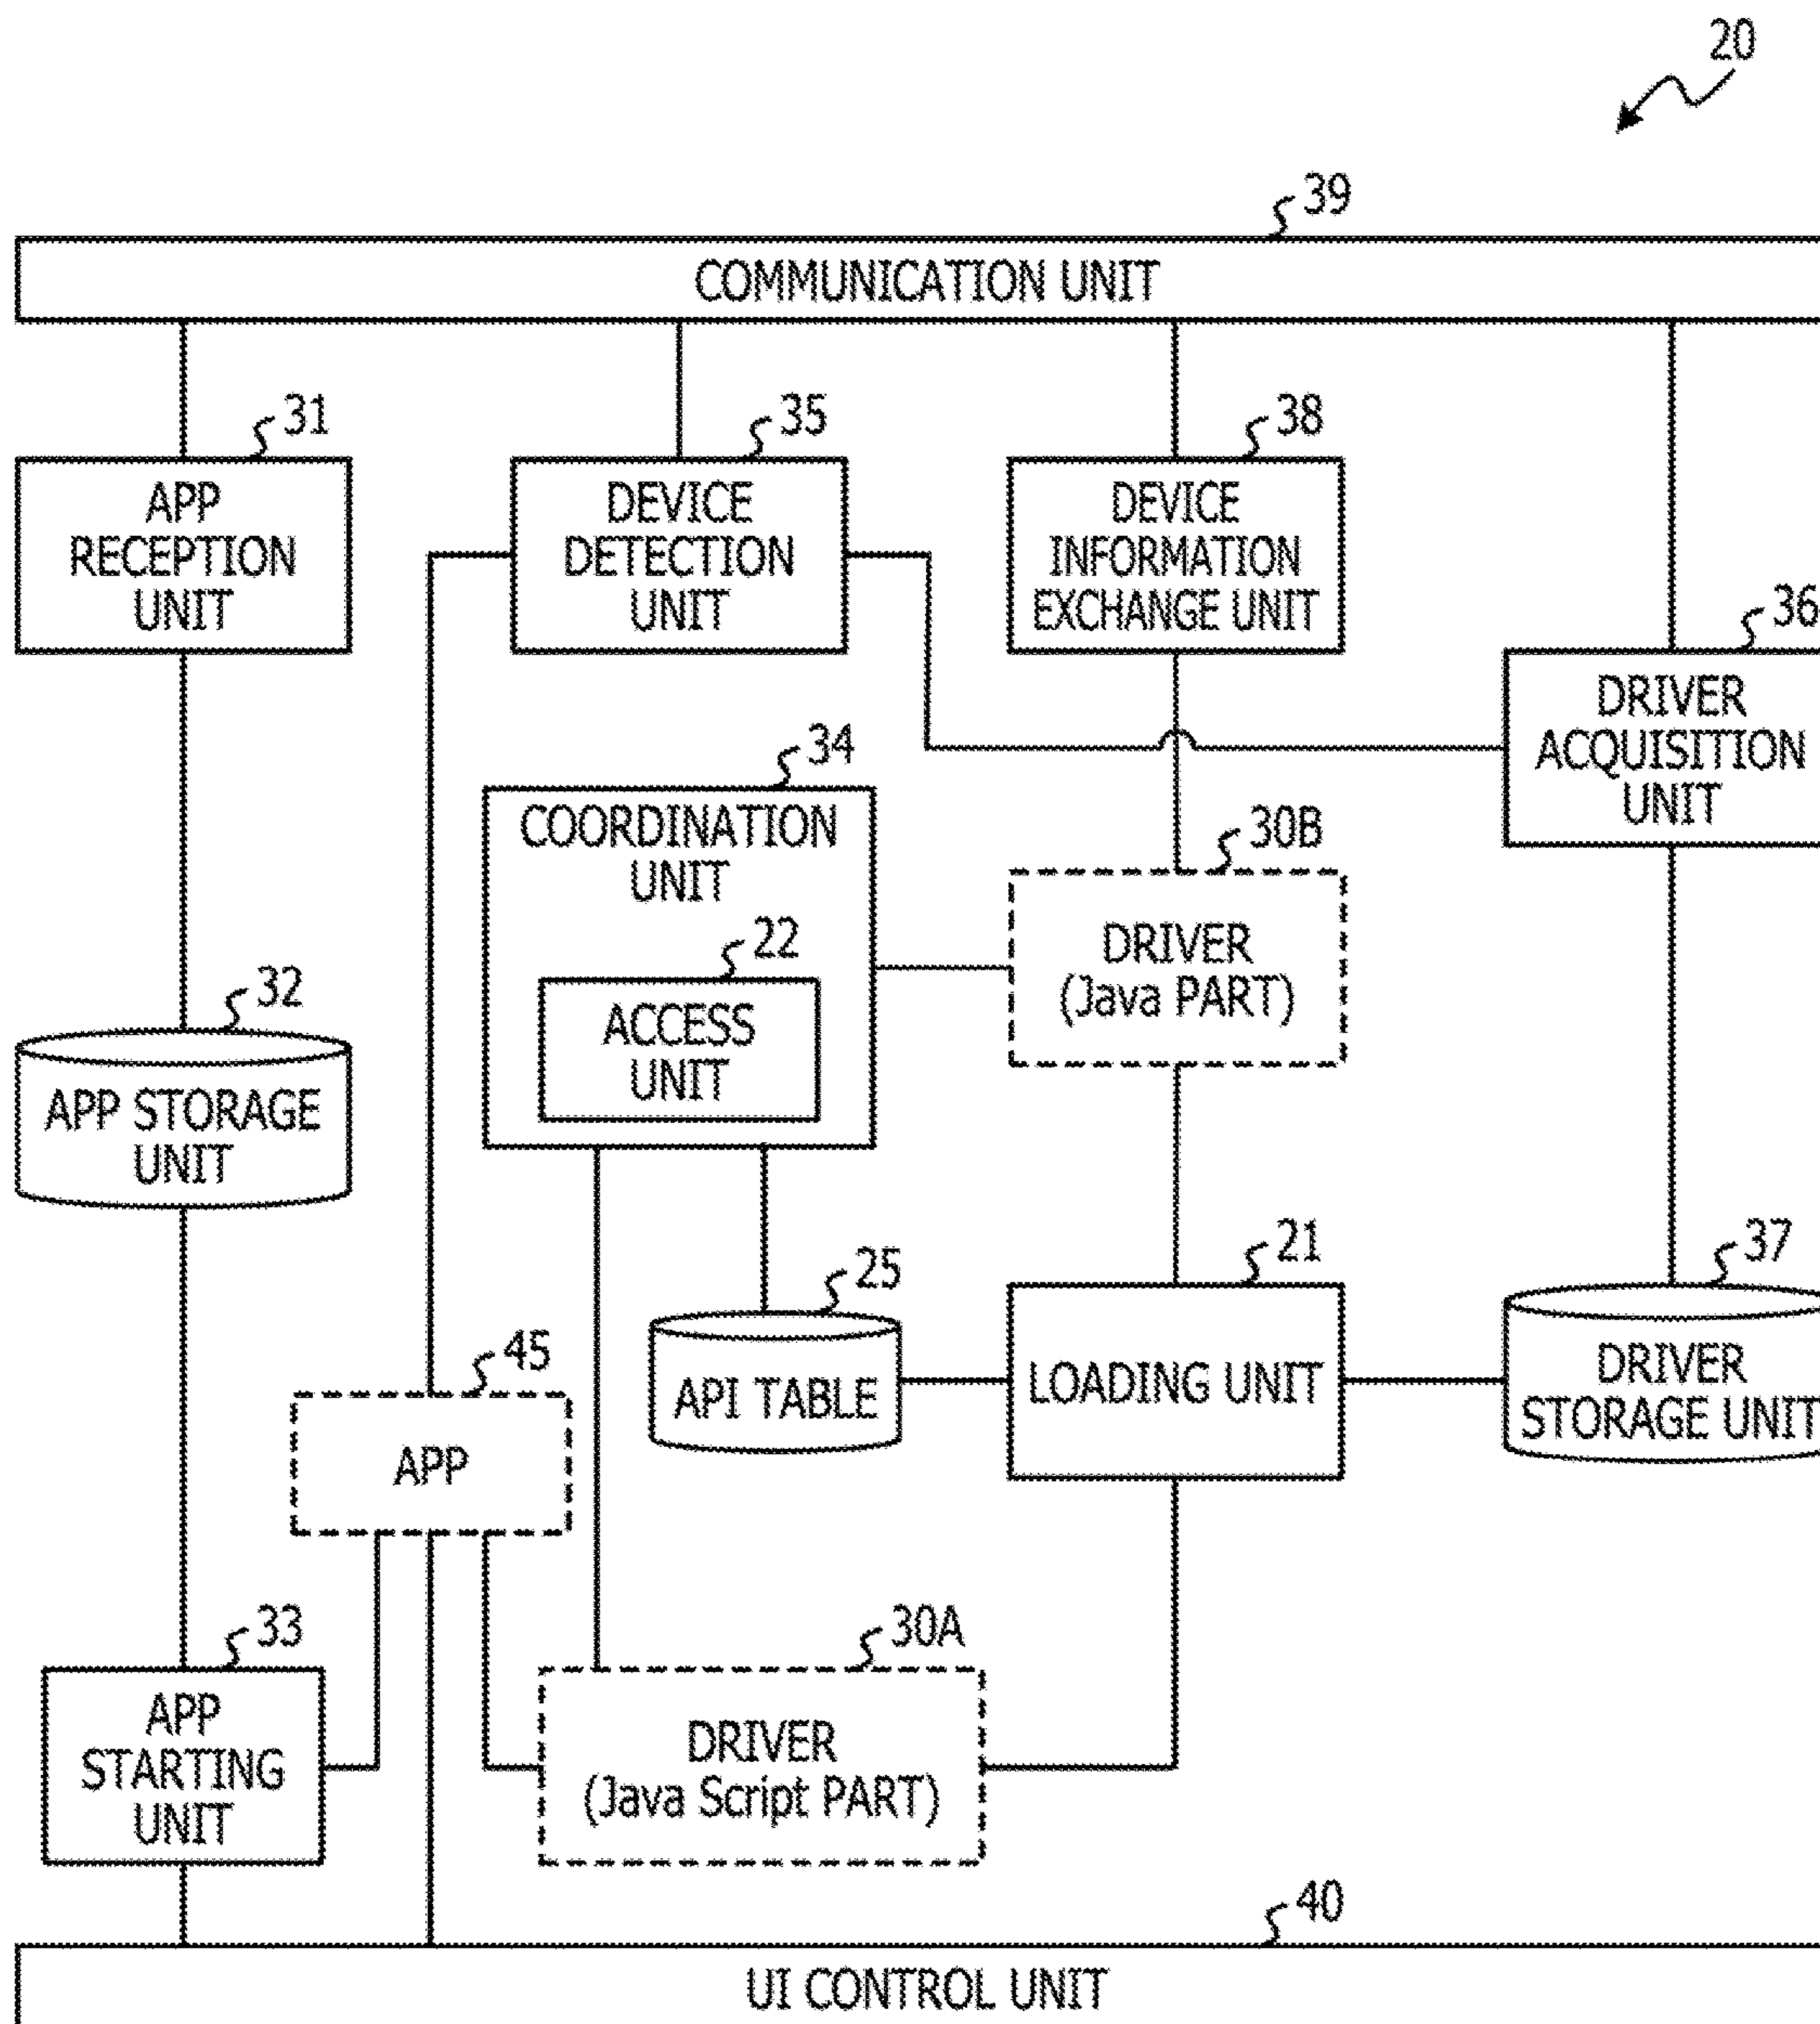 20
39
COMMUNICATION UNIT
31
APP
RECEPTION
UNIT
35
DEVICE
DETECTION
UNIT
38
DEVICE
INFORMATION
EXCHANGE UNIT
36
DRIVER
ACQUISITION
UNIT
34
COORDINATION
UNIT
22
ACCESS
UNIT
30B
DRIVER
(Java PART)
32
APP STORAGE
UNIT
25
API TABLE
21
LOADING UNIT
37
DRIVER
STORAGE UNIT
45
APP
33
APP
STARTING
UNIT
30A
DRIVER
(Java Script PART)
40
UI CONTROL UNIT